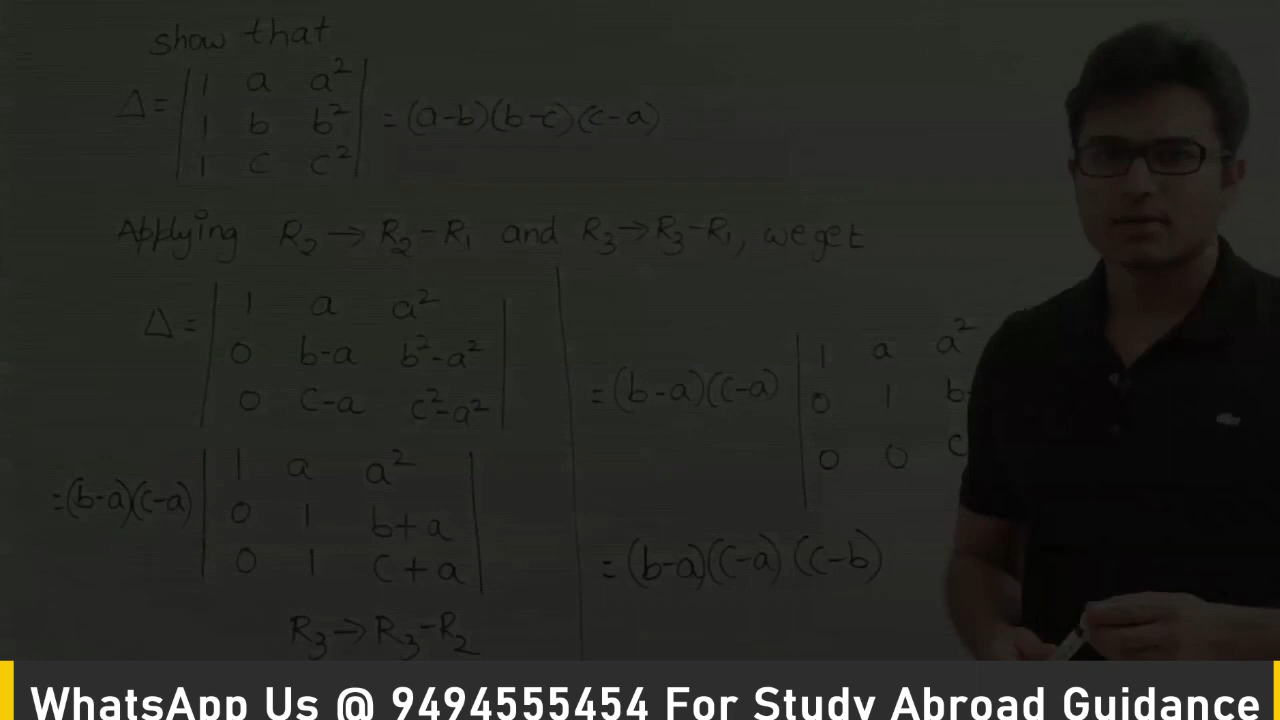 show that
Δ = | 1 a a² |
| 1 b b² | = (a-b)(b-c)(c-a)
| 1 c c² |
Applying R₂ → R₂-R₁ and R₃→R₃-R₁, we get
Δ = | 1 a a² |
| 0 b-a b²-a² |
| 0 c-a c²-a² |
=(b-a)(c-a) | 1 a a² |
| 0 1 b+a |
| 0 1 c+a |
R₃→R₃-R₂
= (b-a)(c-a) | 1 a a²
0 1 b-
0 0 c
= (b-a)(c-a) (c-b)
WhatsApp Us @ 9494555454 For Study Abroad Guidance